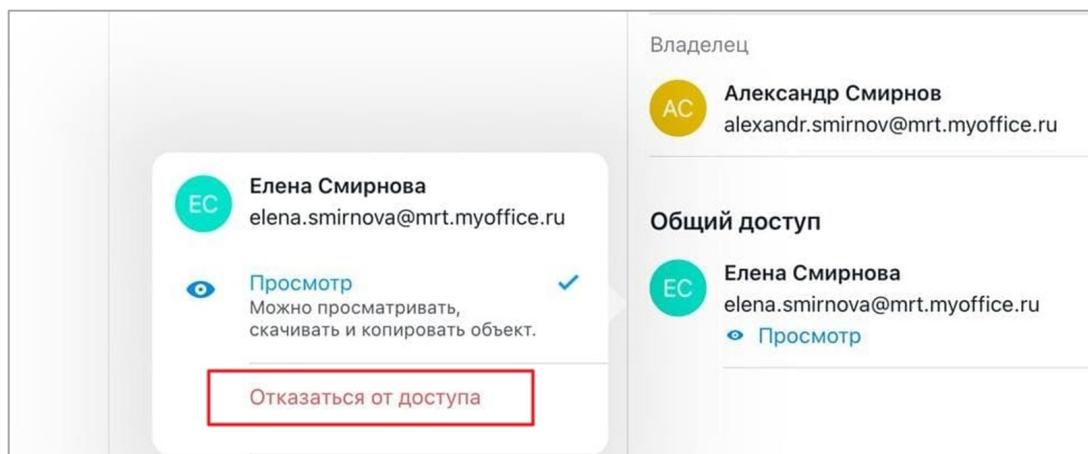 Владелец
АС
Александр Смирнов
alexandr.smirnov@mrt.myoffice.ru
Общий доступ
ЕС
Елена Смирнова
elena.smirnova@mrt.myoffice.ru
Просмотр
ЕС
Елена Смирнова
elena.smirnova@mrt.myoffice.ru
Просмотр
Можно просматривать,
скачивать и копировать объект.
Отказаться от доступа